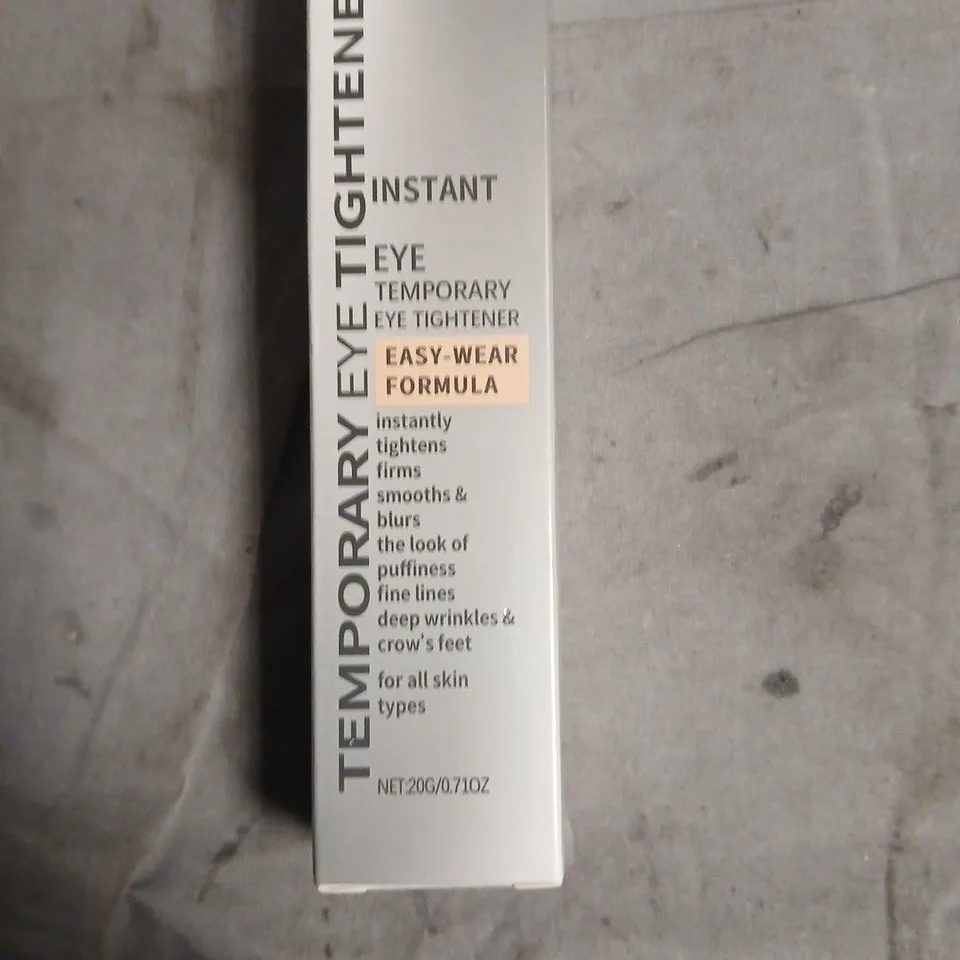 TEMPORARY EYE TIGHTENE
INSTANT
EYE
TEMPORARY
EYE TIGHTENER
EASY-WEAR
FORMULA
instantly
tightens
firms
smooths &
blurs
the look of
puffiness
fine lines
deep wrinkles &
crow's feet
for all skin
types
NET:20G/0.71OZ